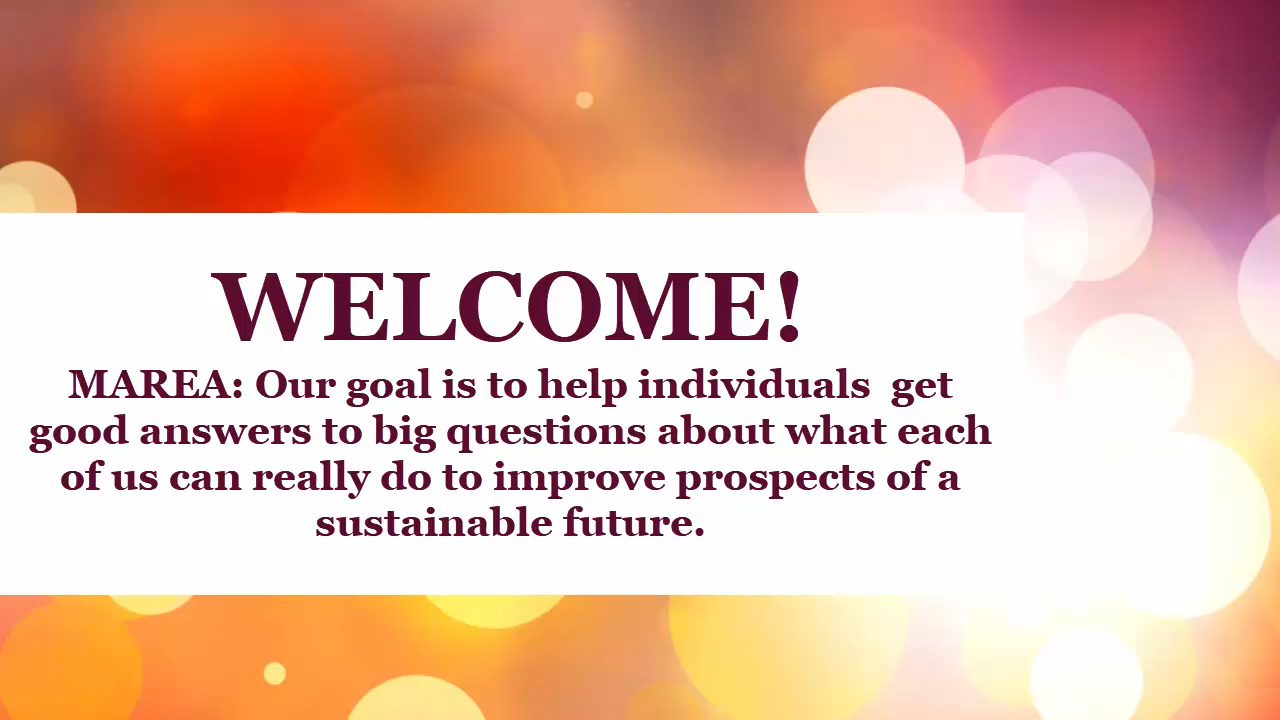 WELCOME!
MAREA: Our goal is to help individuals  get
good answers to big questions about what each
of us can really do to improve prospects of a
sustainable future.